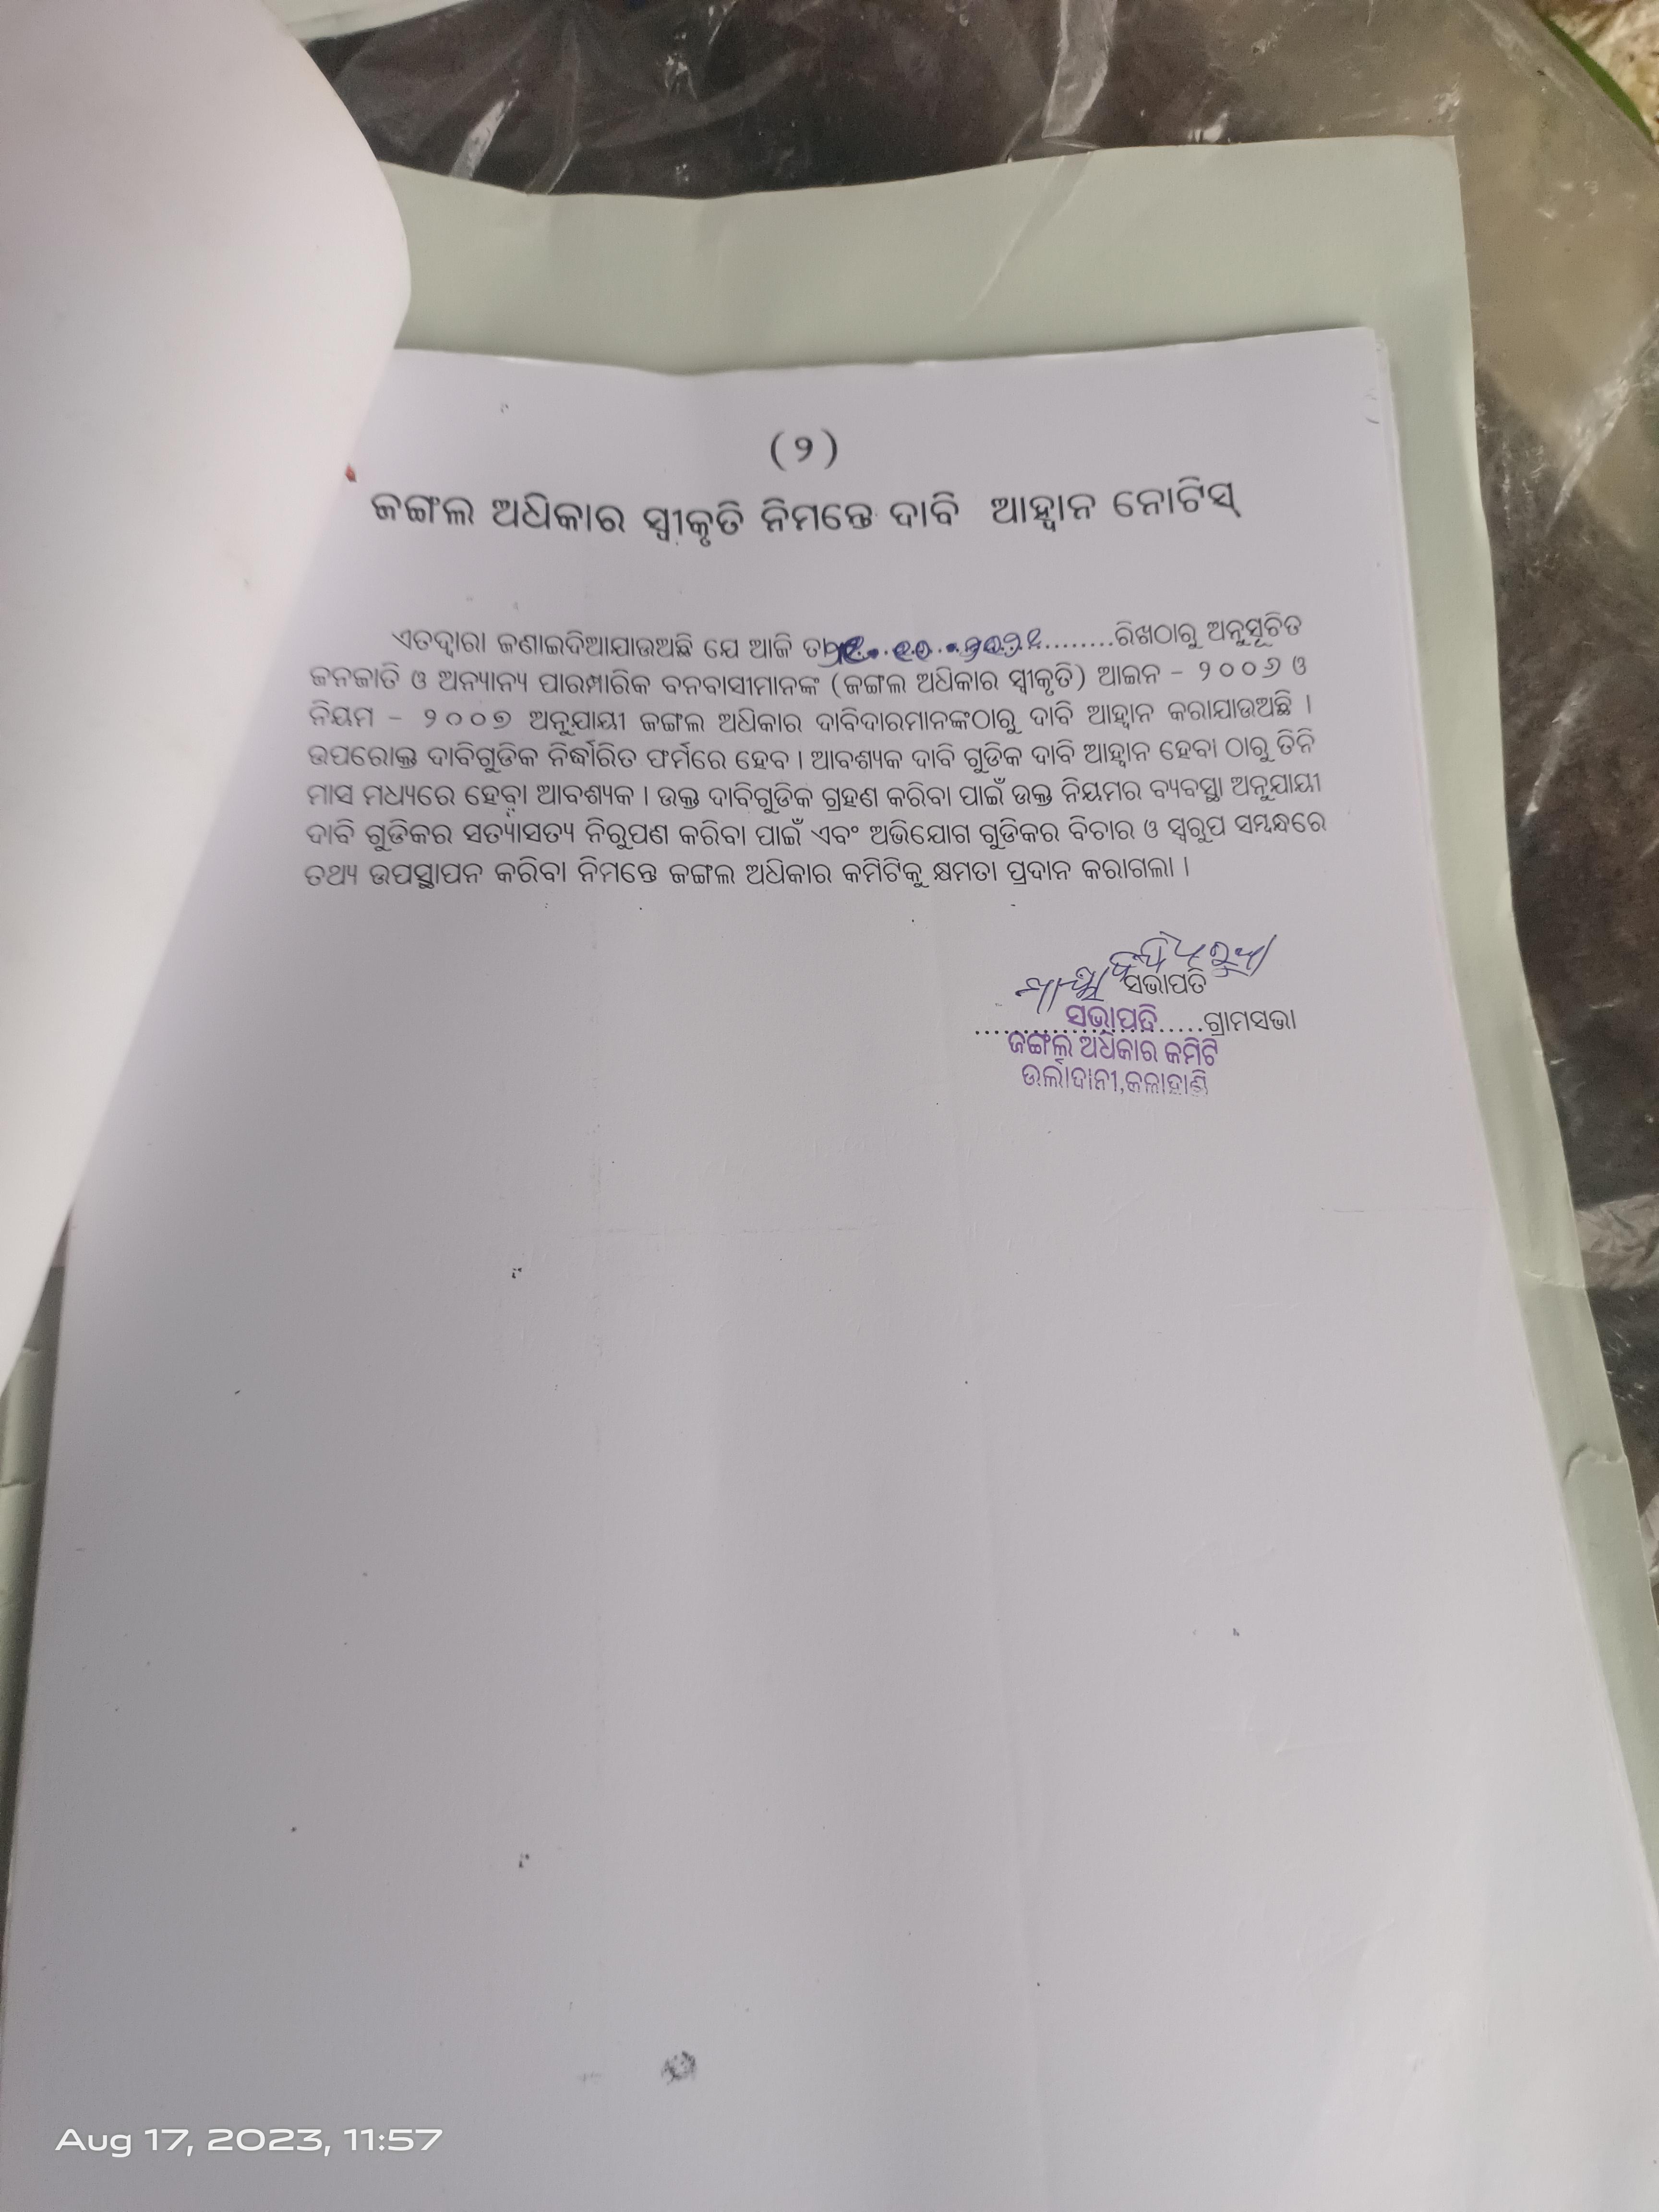 (୨)
ଜଙ୍ଗଲ ଅଧିକାର ସ୍ୱୀକୃତି ନିମନ୍ତେ ଦାବି ଆହ୍ୱାନ ନୋଟିସ୍
ଏତଦ୍ୱାରା ଜଣାଇଦିଆଯାଉଅଛି ଯେ ଆଜି ତା.........ରିଖଠାରୁ ଅନୁସୂଚିତ
ଜନଜାତି ଓ ଅନ୍ୟାନ୍ୟ ପାରମ୍ପାରିକ ବନବାସୀମାନଙ୍କ (ଜଙ୍ଗଲ ଅଧିକାର ସ୍ୱୀକୃତି) ଆଇନ – ୨୦୦୬ ଓ
ନିୟମ – ୨୦୦୭ ଅନୁଯାୟୀ ଜଙ୍ଗଲ ଅଧିକାର ଦାବିଦାରମାନଙ୍କଠାରୁ ଦାବି ଆହ୍ୱାନ କରାଯାଉଅଛି ।
ଉପରୋକ୍ତ ଦାବିଗୁଡିକ ନିର୍ଦ୍ଧାରିତ ଫର୍ମରେ ହେବ । ଆବଶ୍ୟକ ଦାବି ଗୁଡିକ ଦାବି ଆହ୍ୱାନ ହେବା ଠାରୁ ତିନି
ମାସ ମଧ୍ୟରେ ହେବା ଆବଶ୍ୟକ । ଉକ୍ତ ଦାବିଗୁଡିକ ଗ୍ରହଣ କରିବା ପାଇଁ ଉକ୍ତ ନିୟମର ବ୍ୟବସ୍ଥା ଅନୁଯାୟୀ
ଦାବି ଗୁଡିକର ସତ୍ୟାସତ୍ୟ ନିରୁପଣ କରିବା ପାଇଁ ଏବଂ ଅଭିଯୋଗ ଗୁଡିକର ବିଚାର ଓ ସ୍ୱରୁପ ସମ୍ବନ୍ଧରେ
ତଥ୍ୟ ଉପସ୍ଥାପନ କରିବା ନିମନ୍ତେ ଜଙ୍ଗଲ ଅଧିକାର କମିଟିକୁ କ୍ଷମତା ପ୍ରଦାନ କରାଗଲା ।
ସଭାପତି
ସଭାପତି
..........................ଗ୍ରାମସଭା
ଜଙ୍ଗଲ ଅଧିକାର କମିଟି
ଉର୍ଲାଦାନୀ,କଳାହାଣ୍ଡି
Aug 17, 2023, 11:57